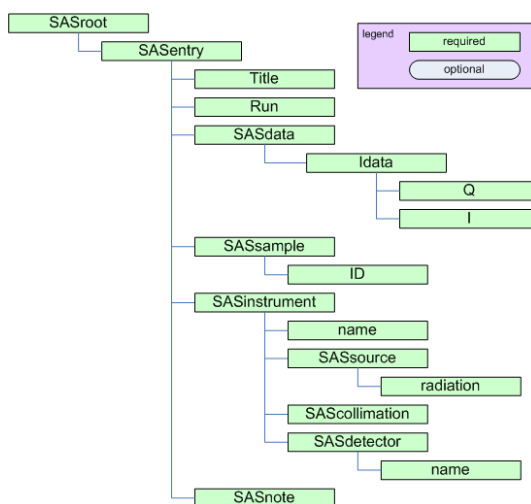 SASroot
legend
required
SASentry
optional
Title
Run
SASdata
Idata
Q
I
SASsample
ID
SASinstrument
name
SASsource
radiation
SAScollimation
SASdetector
name
SASnote